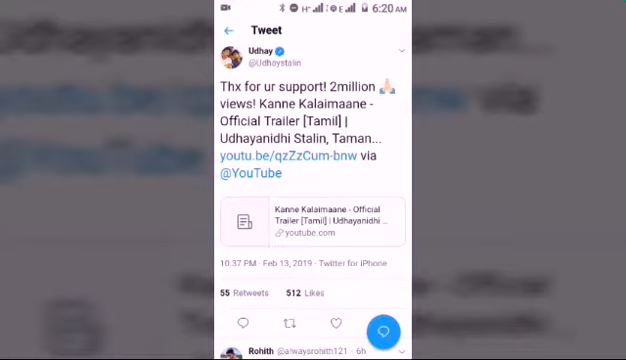 6:20 AM
Tweet
Udhay
@Udhaystalin
Thx for ur support! 2million 🙏🏻
views! Kanne Kalaimaane -
Official Trailer [Tamil] |
Udhayanidhi Stalin, Taman...
youtu.be/qzZzCum-bnw via
@YouTube
Kanne Kalaimaane - Official
Trailer [Tamil] | Udhayanidhi ...
youtube.com
10:37 PM · Feb 13, 2019 · Twitter for iPhone
55 Retweets 512 Likes
Rohith @alwaysrohith121 · 6h